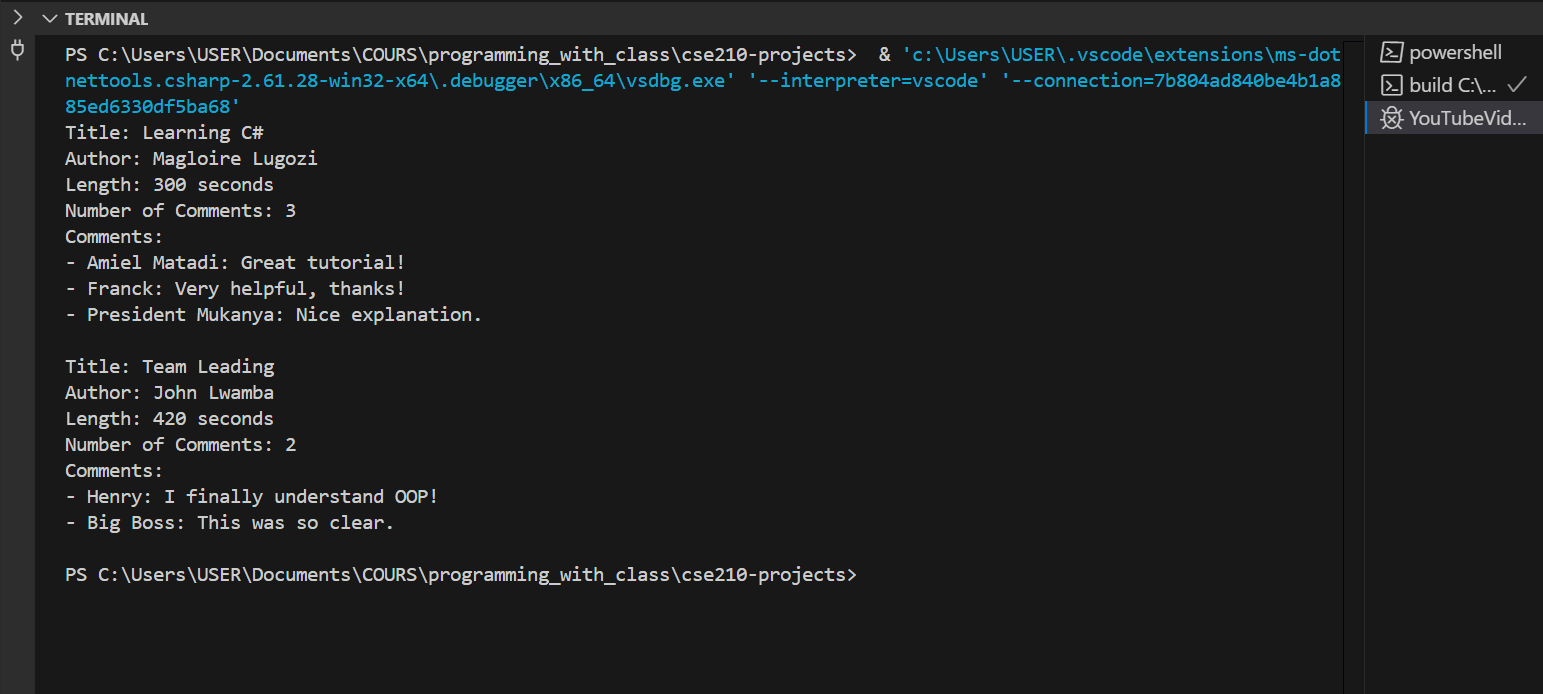 TERMINAL
PS C:\Users\USER\Documents\COURS\programming_with_class\cse210-projects>  & 'c:\Users\USER\.vscode\extensions\ms-dot
nettools.csharp-2.61.28-win32-x64\.debugger\x86_64\vsdbg.exe' '--interpreter=vscode' '--connection=7b804ad840be4b1a8
85ed6330df5ba68'
Title: Learning C#
Author: Magloire Lugozi
Length: 300 seconds
Number of Comments: 3
Comments:
- Amiel Matadi: Great tutorial!
- Franck: Very helpful, thanks!
- President Mukanya: Nice explanation.

Title: Team Leading
Author: John Lwamba
Length: 420 seconds
Number of Comments: 2
Comments:
- Henry: I finally understand OOP!
- Big Boss: This was so clear.

PS C:\Users\USER\Documents\COURS\programming_with_class\cse210-projects>
powershell
build C:\...
YouTubeVid...